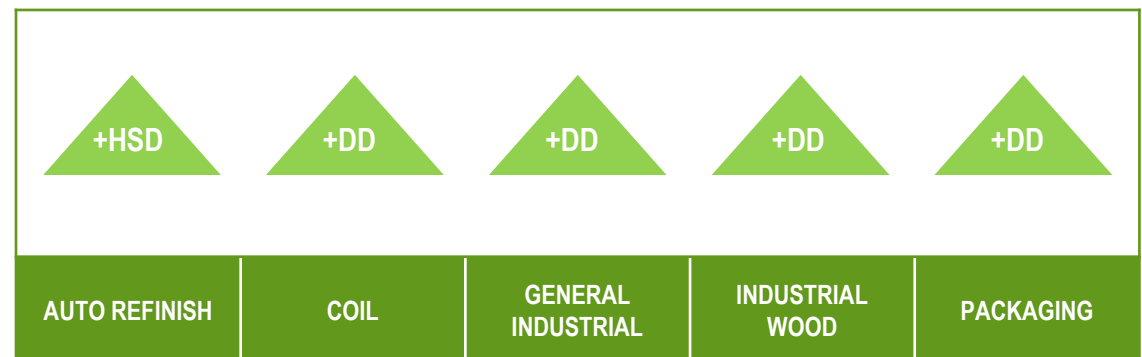 +HSD
+DD
+DD
+DD
+DD
AUTO REFINISH
COIL
GENERAL
INDUSTRIAL
INDUSTRIAL
WOOD
PACKAGING